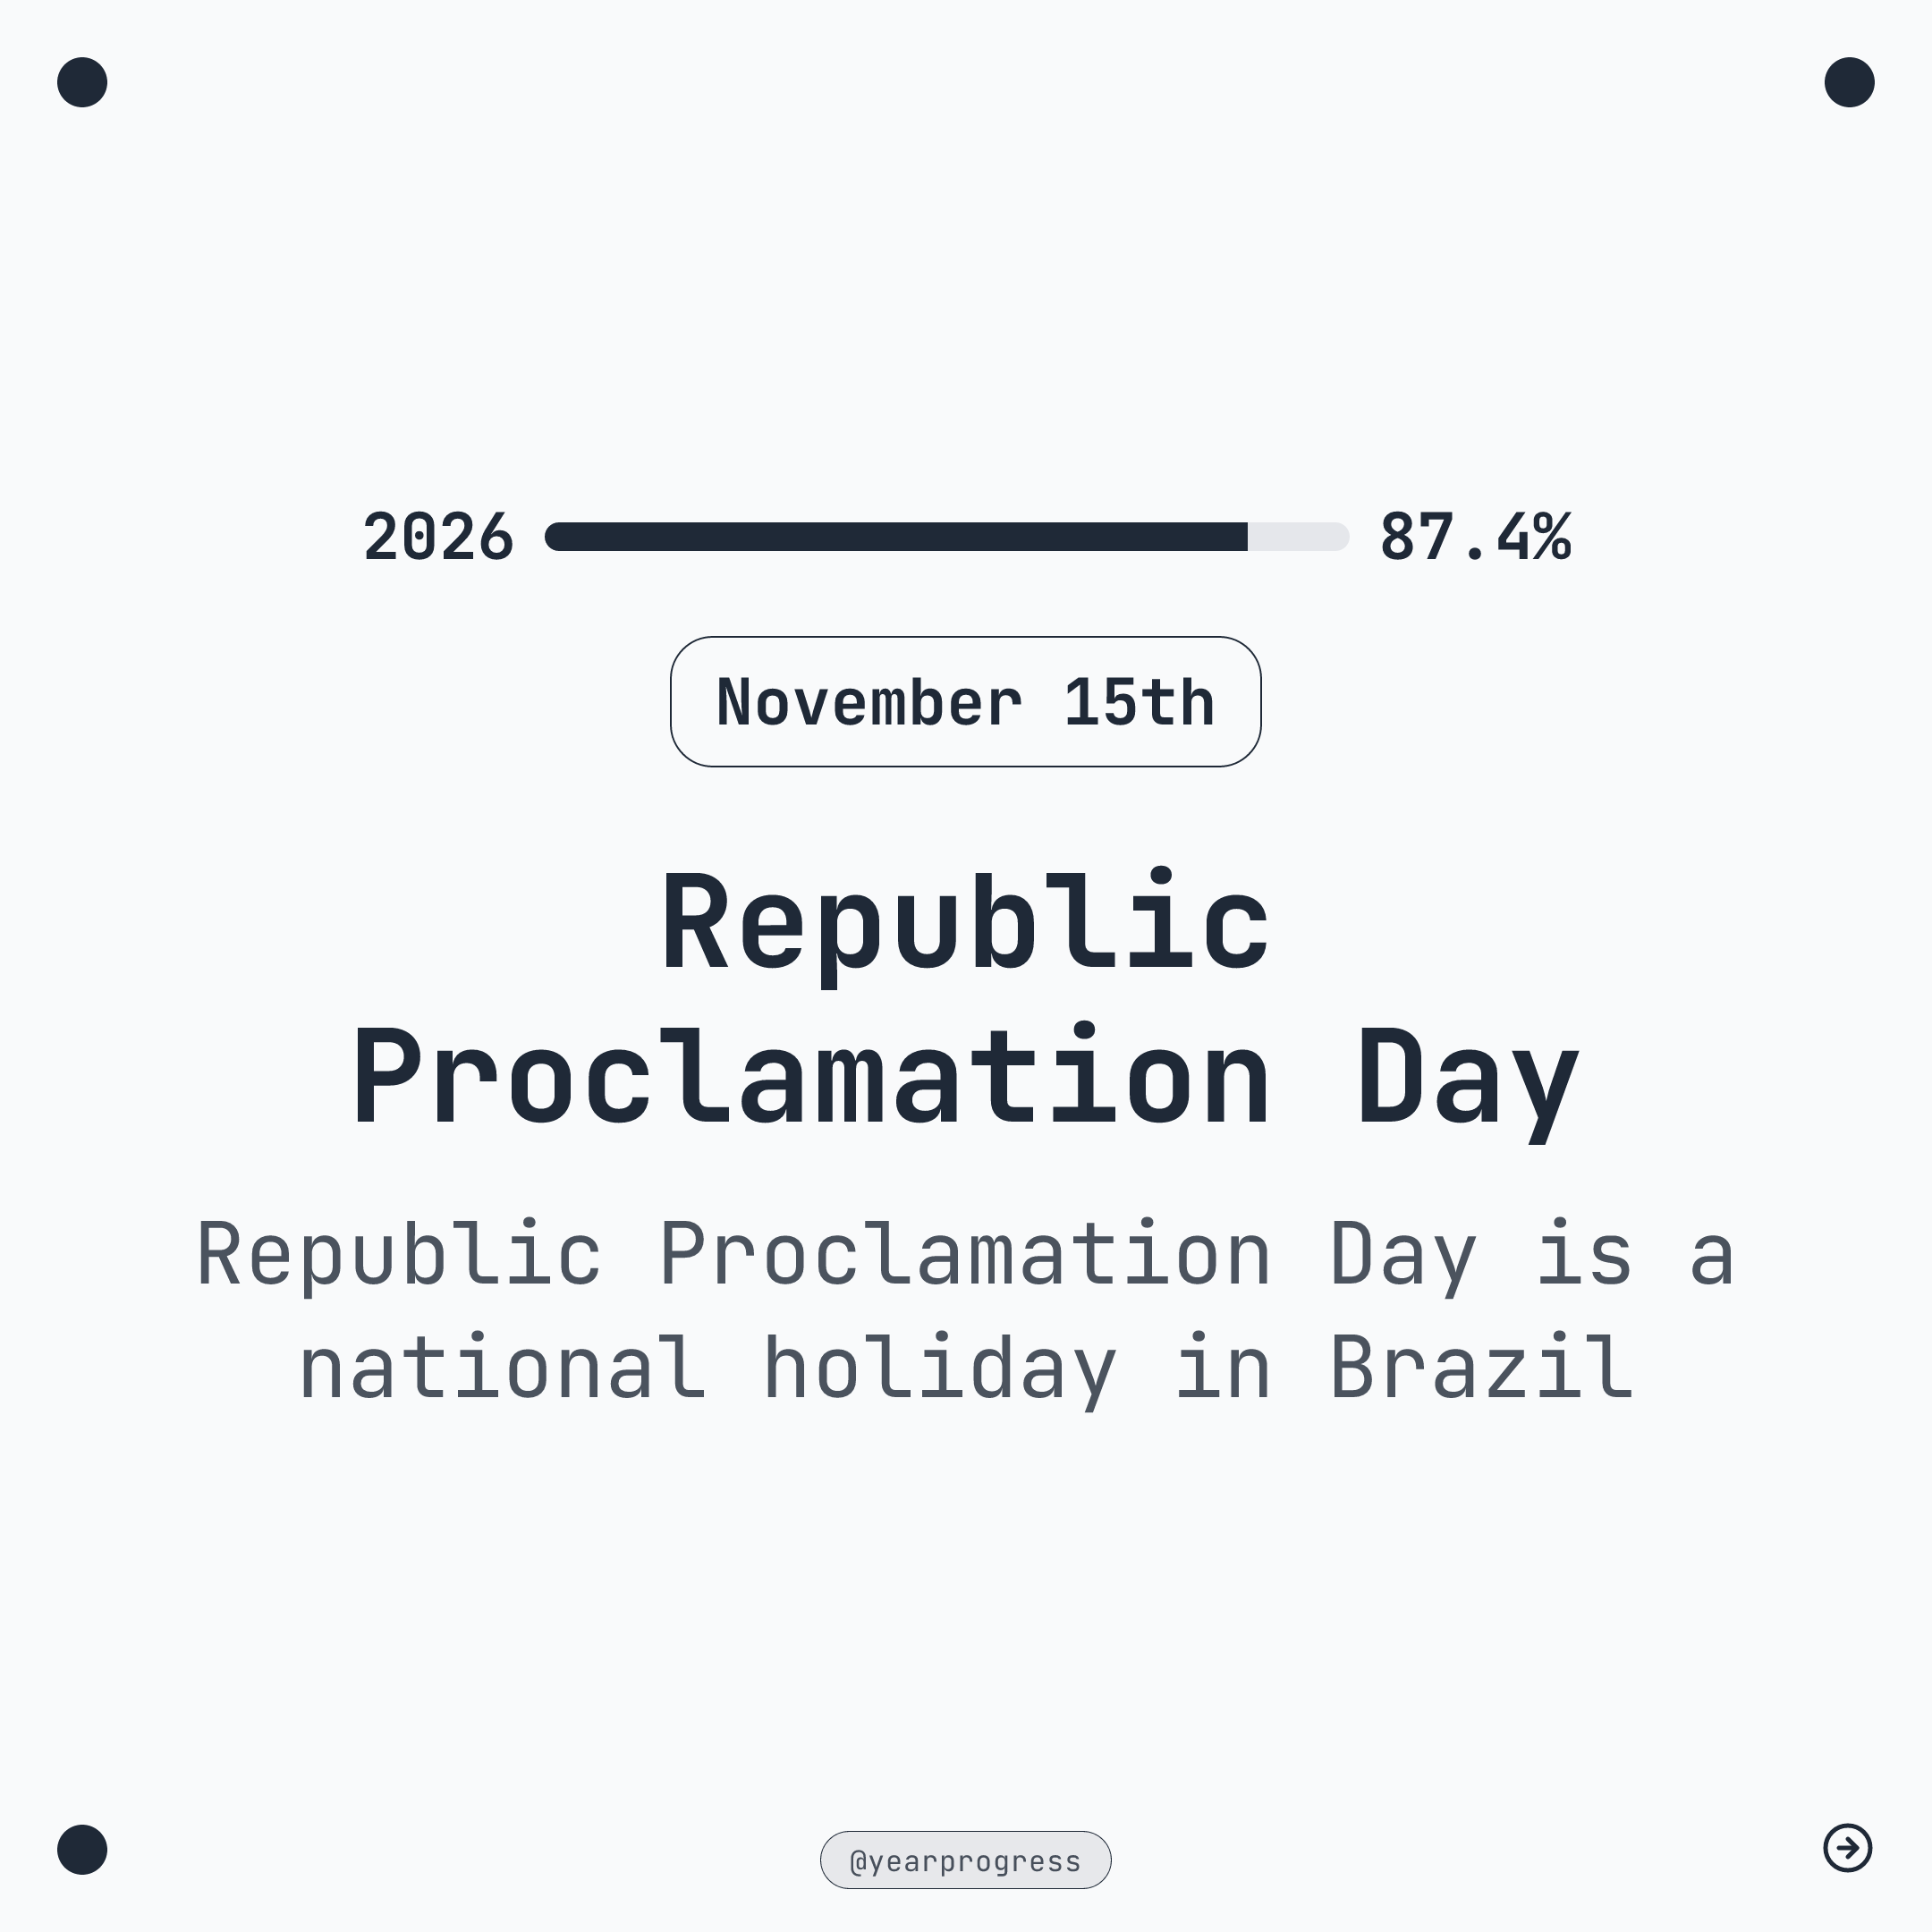 2026 87.4%
November 15th
Republic
Proclamation Day
Republic Proclamation Day is a
national holiday in Brazil
@yearprogress